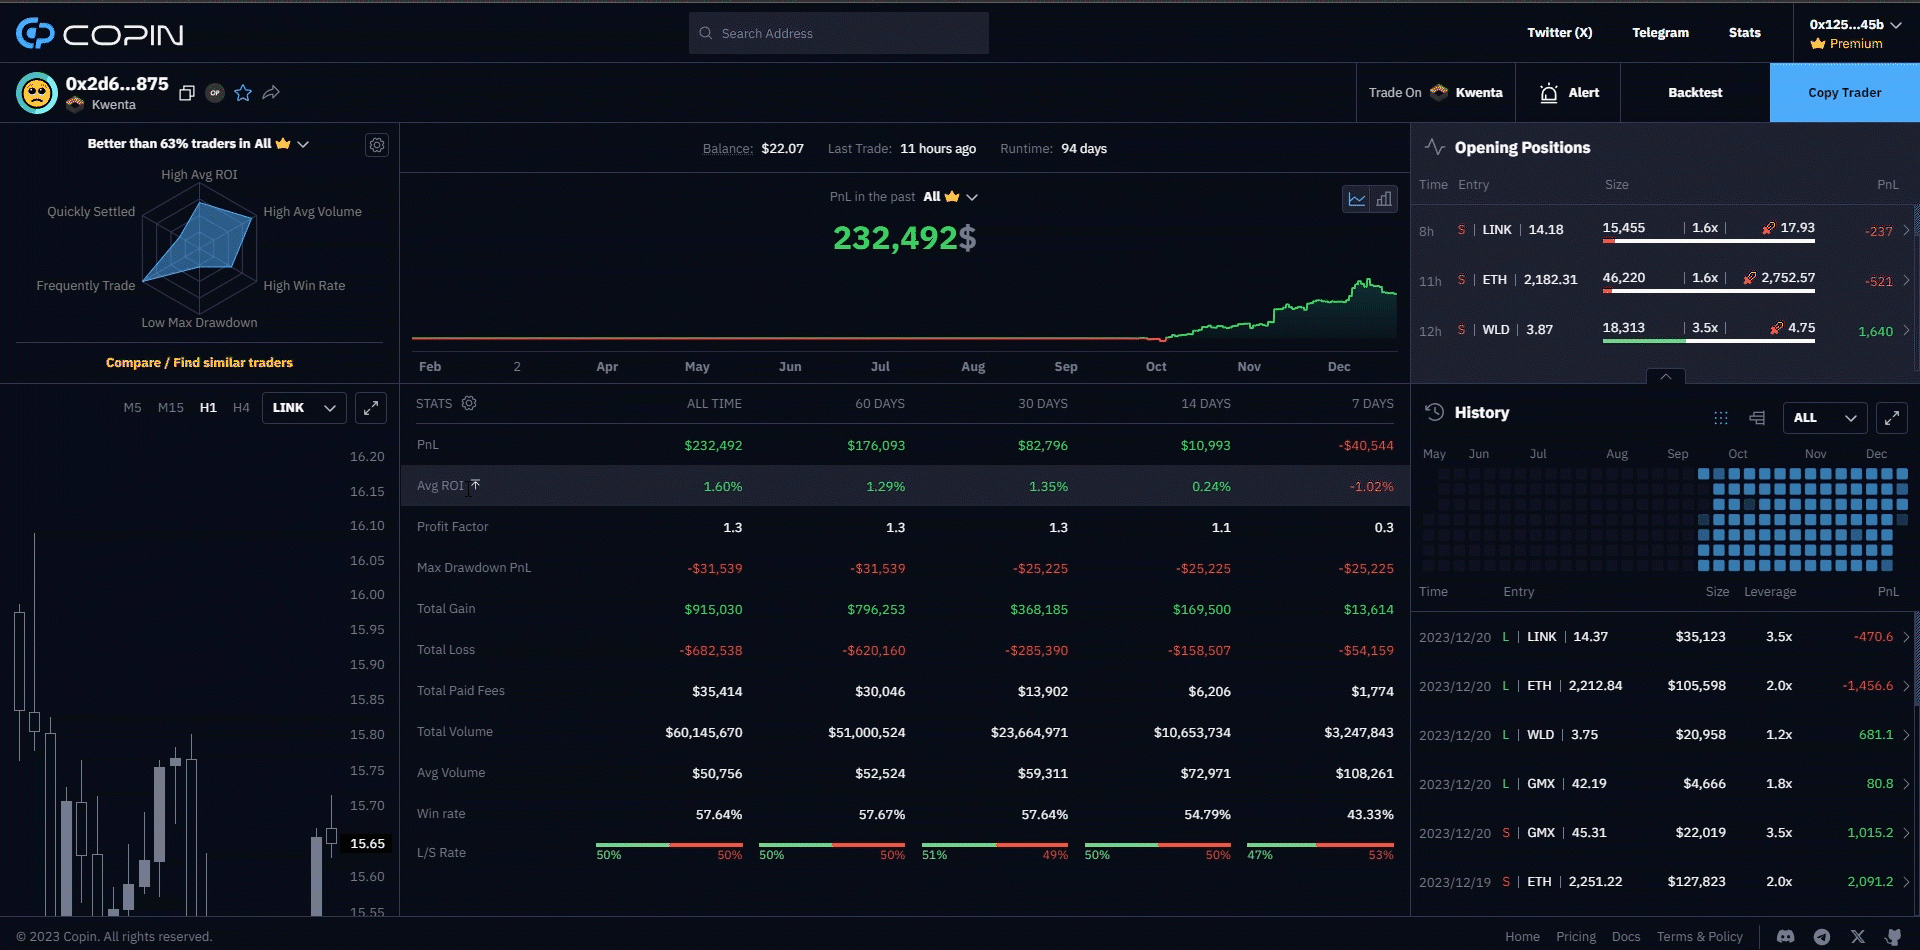 COPIN
Search Address
Twitter (X) Telegram Stats
0x125...45b
Premium
0x2d6...875
OP
Kwenta
Trade On Kwenta
Alert
Backtest
Copy Trader
Better than 63% traders in All
High Avg ROI
Quickly Settled
High Avg Volume
Frequently Trade
High Win Rate
Low Max Drawdown
Compare / Find similar traders
Balance: $22.07 Last Trade: 11 hours ago Runtime: 94 days
PnL in the past All
232,492$
Feb 2 Apr May Jun Jul Aug Sep Oct Nov Dec
Opening Positions
Time Entry Size PnL
8h S | LINK | 14.18 15,455 | 1.6x | 17.93 -237
11h S | ETH | 2,182.31 46,220 | 1.6x | 2,752.57 -521
12h S | WLD | 3.87 18,313 | 3.5x | 4.75 1,640
M5 M15 H1 H4 LINK
16.20
16.15
16.10
16.05
16.00
15.95
15.90
15.85
15.80
15.75
15.70
15.65
15.60
15.55
STATS ALL TIME 60 DAYS 30 DAYS 14 DAYS 7 DAYS
PnL $232,492 $176,093 $82,796 $10,993 -$40,544
Avg ROI 1.60% 1.29% 1.35% 0.24% -1.02%
Profit Factor 1.3 1.3 1.3 1.1 0.3
Max Drawdown PnL -$31,539 -$31,539 -$25,225 -$25,225 -$25,225
Total Gain $915,030 $796,253 $368,185 $169,500 $13,614
Total Loss -$682,538 -$620,160 -$285,390 -$158,507 -$54,159
Total Paid Fees $35,414 $30,046 $13,902 $6,206 $1,774
Total Volume $60,145,670 $51,000,524 $23,664,971 $10,653,734 $3,247,843
Avg Volume $50,756 $52,524 $59,311 $72,971 $108,261
Win rate 57.64% 57.67% 57.64% 54.79% 43.33%
L/S Rate 50% 50% 50% 50% 51% 49% 50% 50% 47% 53%
History
ALL
May Jun Jul Aug Sep Oct Nov Dec
Time Entry Size Leverage PnL
2023/12/20 L | LINK | 14.37 $35,123 3.5x -470.6
2023/12/20 L | ETH | 2,212.84 $105,598 2.0x -1,456.6
2023/12/20 L | WLD | 3.75 $20,958 1.2x 681.1
2023/12/20 L | GMX | 42.19 $4,666 1.8x 80.8
2023/12/20 S | GMX | 45.31 $22,019 3.5x 1,015.2
2023/12/19 S | ETH | 2,251.22 $127,823 2.0x 2,091.2
© 2023 Copin. All rights reserved.
Home Pricing Docs Terms & Policy